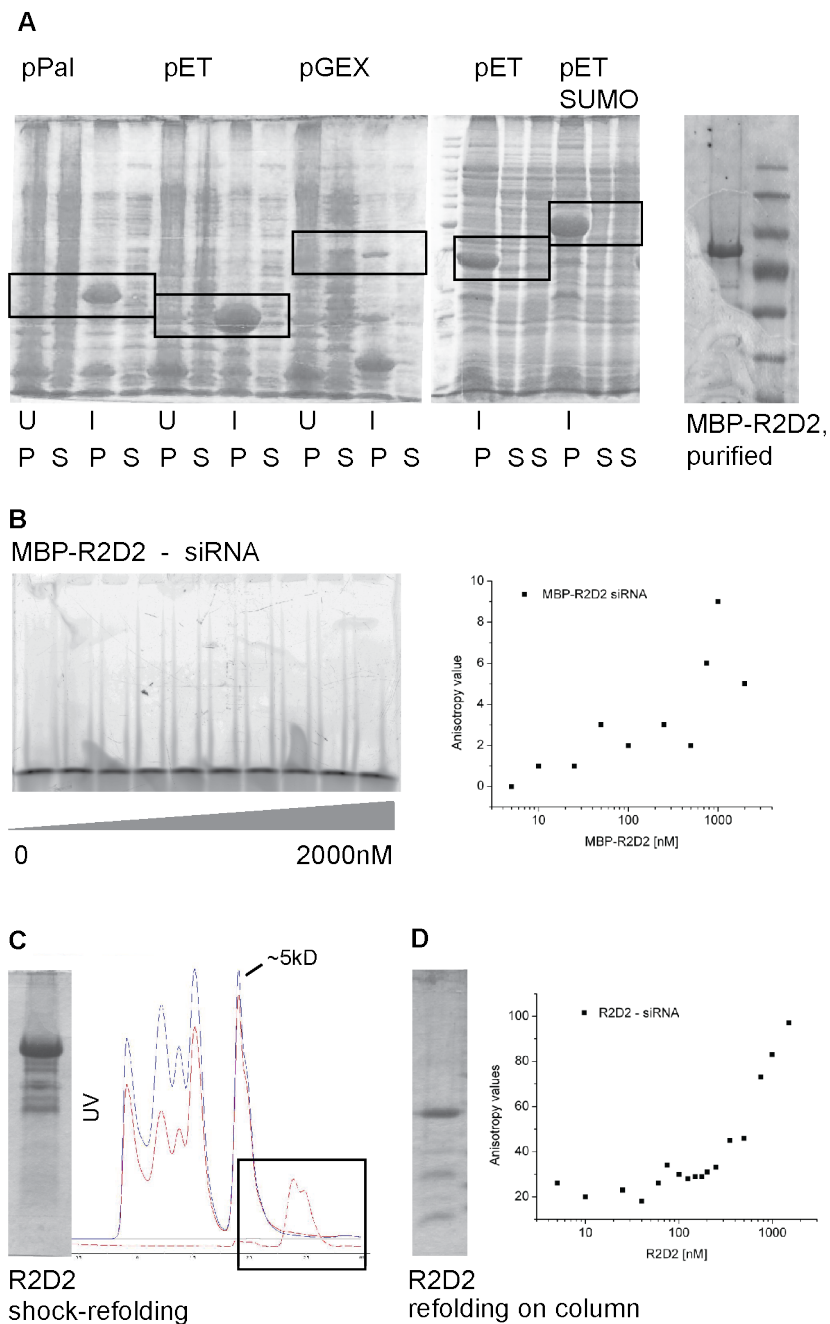 A
pPal pET pGEX pET pET
SUMO
U I U I U I I I
P S P S P S P S P S P S P S S P S S
MBP-R2D2,
purified
B
MBP-R2D2 - siRNA
0 2000nM
10
8
6
4
2
0
Anisotropy value
MBP-R2D2 siRNA
10 100 1000
MBP-R2D2 [nM]
C
~5kD
UV
R2D2
shock-refolding
D
R2D2
refolding on column
100
80
60
40
20
Anisotropy values
R2D2 - siRNA
10 100 1000
R2D2 [nM]